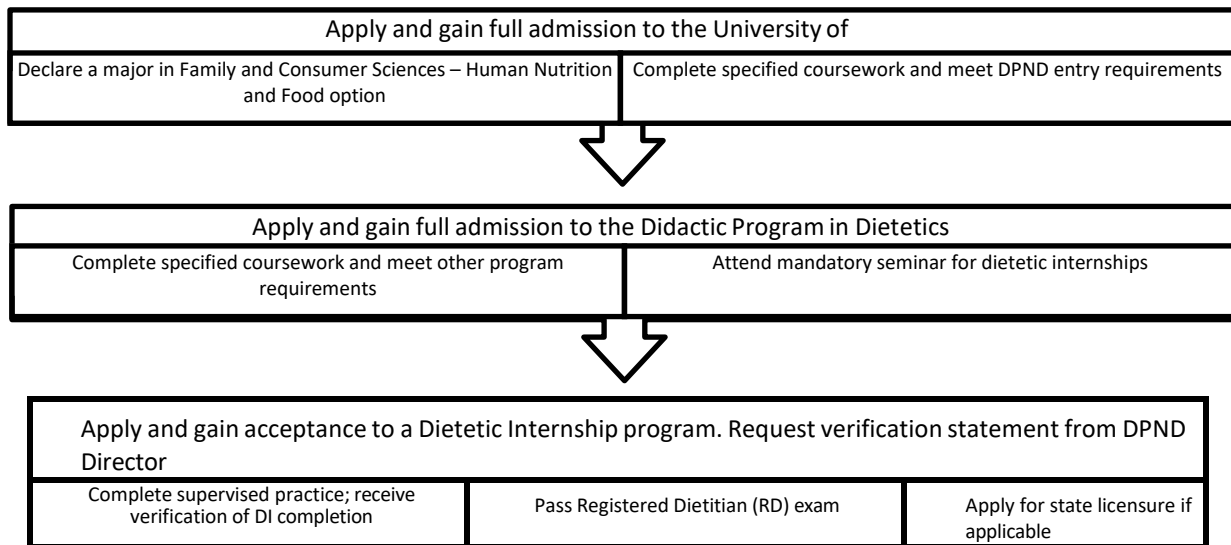 Apply and gain full admission to the University of
Declare a major in Family and Consumer Sciences – Human Nutrition
and Food option
Complete specified coursework and meet DPND entry requirements
Apply and gain full admission to the Didactic Program in Dietetics
Complete specified coursework and meet other program
requirements
Attend mandatory seminar for dietetic internships
Apply and gain acceptance to a Dietetic Internship program. Request verification statement from DPND
Director
Complete supervised practice; receive
verification of DI completion
Pass Registered Dietitian (RD) exam
Apply for state licensure if
applicable